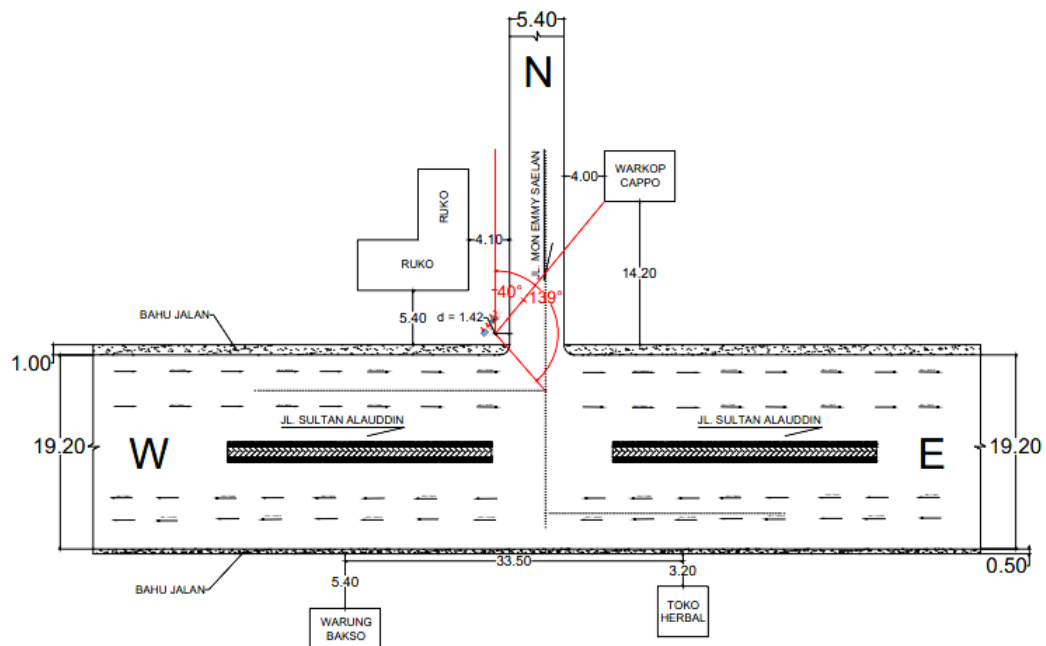 5.40
N
JL. MON EMMY SAELAN
WARKOP
CAPPO
4.00
RUKO
RUKO
4.10
14.20
40°
139°
5.40
d = 1.42
BAHU JALAN
1.00
JL. SULTAN ALAUDDIN
JL. SULTAN ALAUDDIN
19.20
W
E
19.20
33.50
5.40
3.20
0.50
BAHU JALAN
WARUNG
BAKSO
TOKO
HERBAL